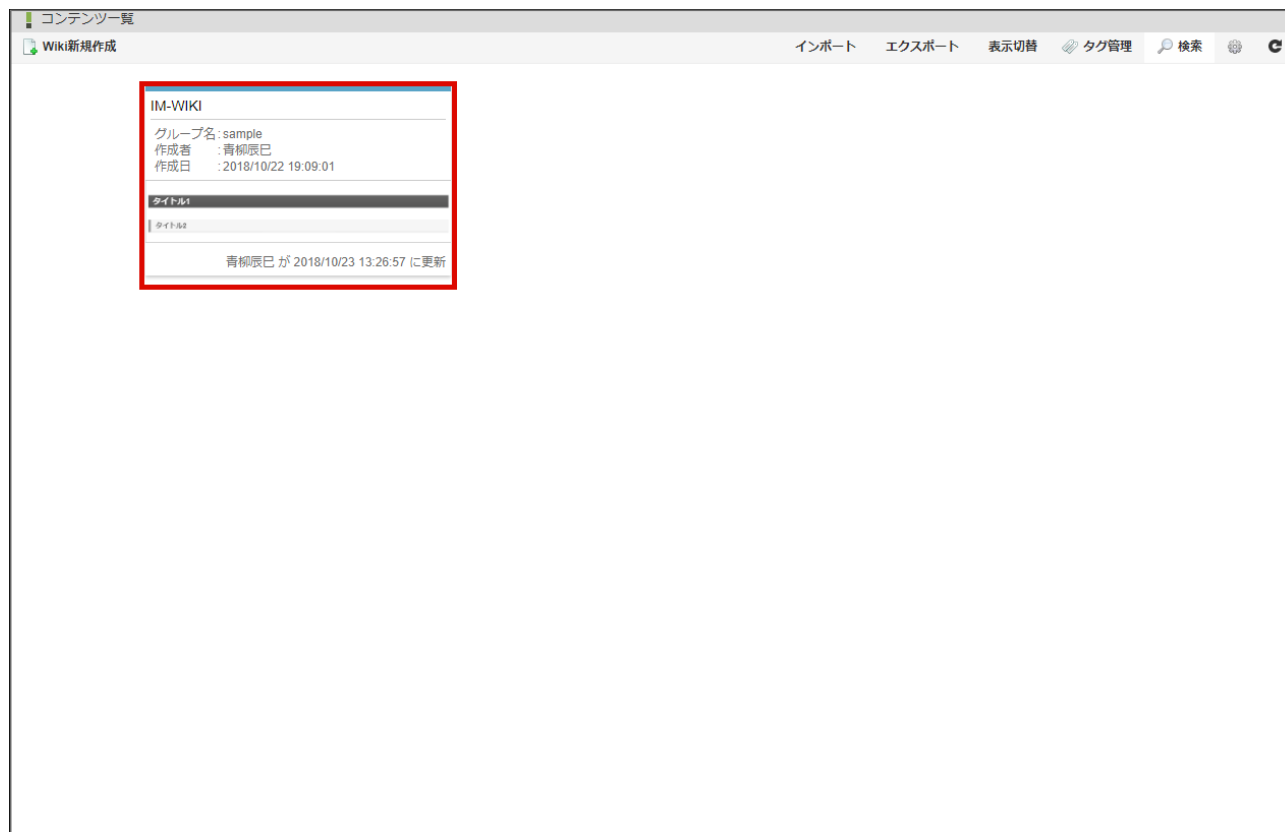 コンテンツ一覧
Wiki新規作成 インポート エクスポート 表示切替 タグ管理 検索
IM-WIKI
グループ名:sample
作成者 :青柳辰巳
作成日 :2018/10/22 19:09:01
タイトル1
タイトル2
青柳辰巳 が 2018/10/23 13:26:57 に更新